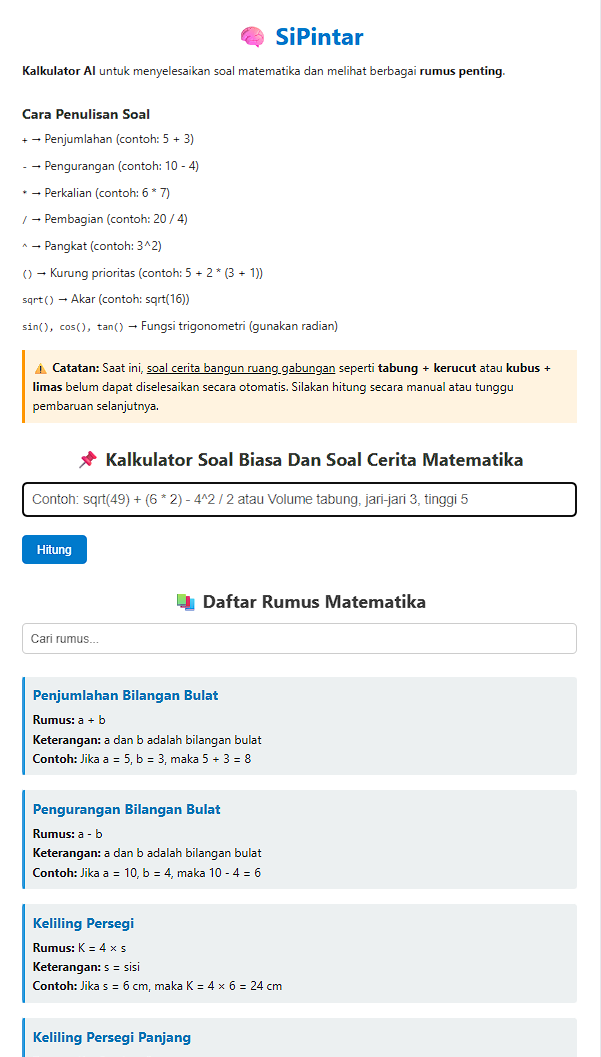 SiPintar
Kalkulator AI untuk menyelesaikan soal matematika dan melihat berbagai rumus penting.
Cara Penulisan Soal
+ → Penjumlahan (contoh: 5 + 3)
- → Pengurangan (contoh: 10 - 4)
* → Perkalian (contoh: 6 * 7)
/ → Pembagian (contoh: 20 / 4)
^ → Pangkat (contoh: 3^2)
() → Kurung prioritas (contoh: 5 + 2 * (3 + 1))
sqrt() → Akar (contoh: sqrt(16))
sin(), cos(), tan() → Fungsi trigonometri (gunakan radian)
⚠️ Catatan: Saat ini, soal cerita bangun ruang gabungan seperti tabung + kerucut atau kubus +
limas belum dapat diselesaikan secara otomatis. Silakan hitung secara manual atau tunggu
pembaruan selanjutnya.
Kalkulator Soal Biasa Dan Soal Cerita Matematika
Contoh: sqrt(49) + (6 * 2) - 4^2 / 2 atau Volume tabung, jari-jari 3, tinggi 5
Hitung
Daftar Rumus Matematika
Cari rumus...
Penjumlahan Bilangan Bulat
Rumus: a + b
Keterangan: a dan b adalah bilangan bulat
Contoh: Jika a = 5, b = 3, maka 5 + 3 = 8
Pengurangan Bilangan Bulat
Rumus: a - b
Keterangan: a dan b adalah bilangan bulat
Contoh: Jika a = 10, b = 4, maka 10 - 4 = 6
Keliling Persegi
Rumus: K = 4 × s
Keterangan: s = sisi
Contoh: Jika s = 6 cm, maka K = 4 × 6 = 24 cm
Keliling Persegi Panjang